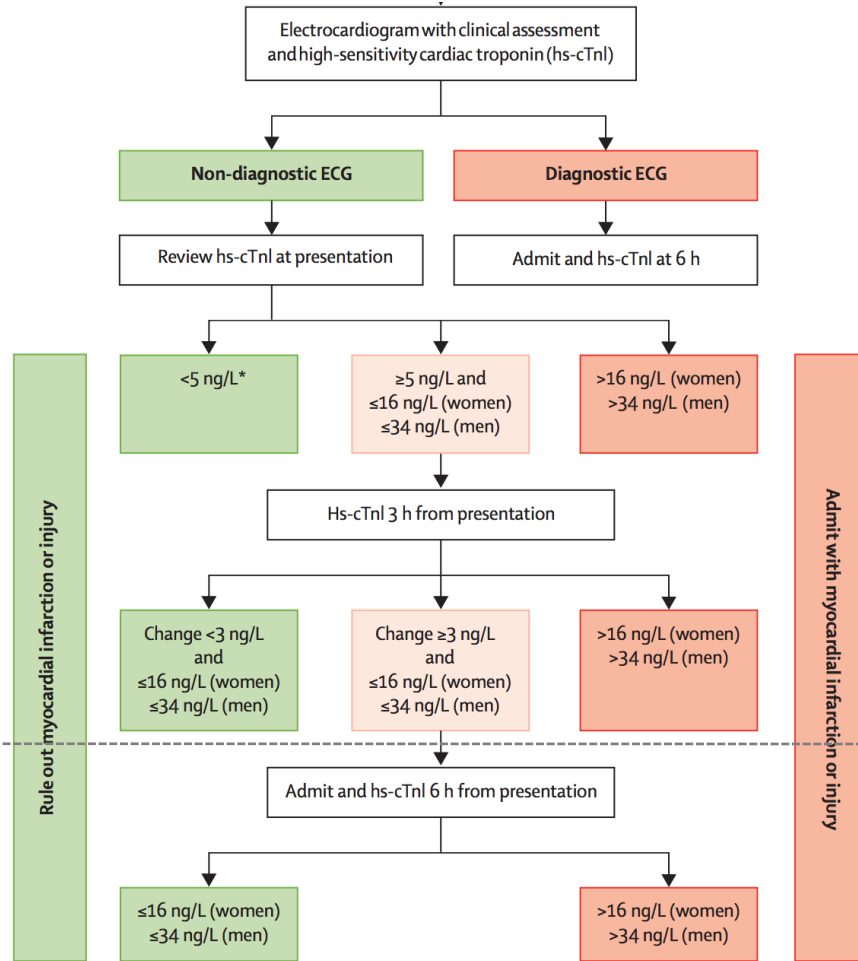 Electrocardiogram with clinical assessment
and high-sensitivity cardiac troponin (hs-cTnI)
Non-diagnostic ECG
Diagnostic ECG
Review hs-cTnI at presentation
Admit and hs-cTnI at 6 h
<5 ng/L*
≥5 ng/L and
≤16 ng/L (women)
≤34 ng/L (men)
>16 ng/L (women)
>34 ng/L (men)
Hs-cTnI 3 h from presentation
Change <3 ng/L
and
≤16 ng/L (women)
≤34 ng/L (men)
Change ≥3 ng/L
and
≤16 ng/L (women)
≤34 ng/L (men)
>16 ng/L (women)
>34 ng/L (men)
Admit and hs-cTnI 6 h from presentation
≤16 ng/L (women)
≤34 ng/L (men)
>16 ng/L (women)
>34 ng/L (men)
Rule out myocardial infarction or injury
Admit with myocardial infarction or injury